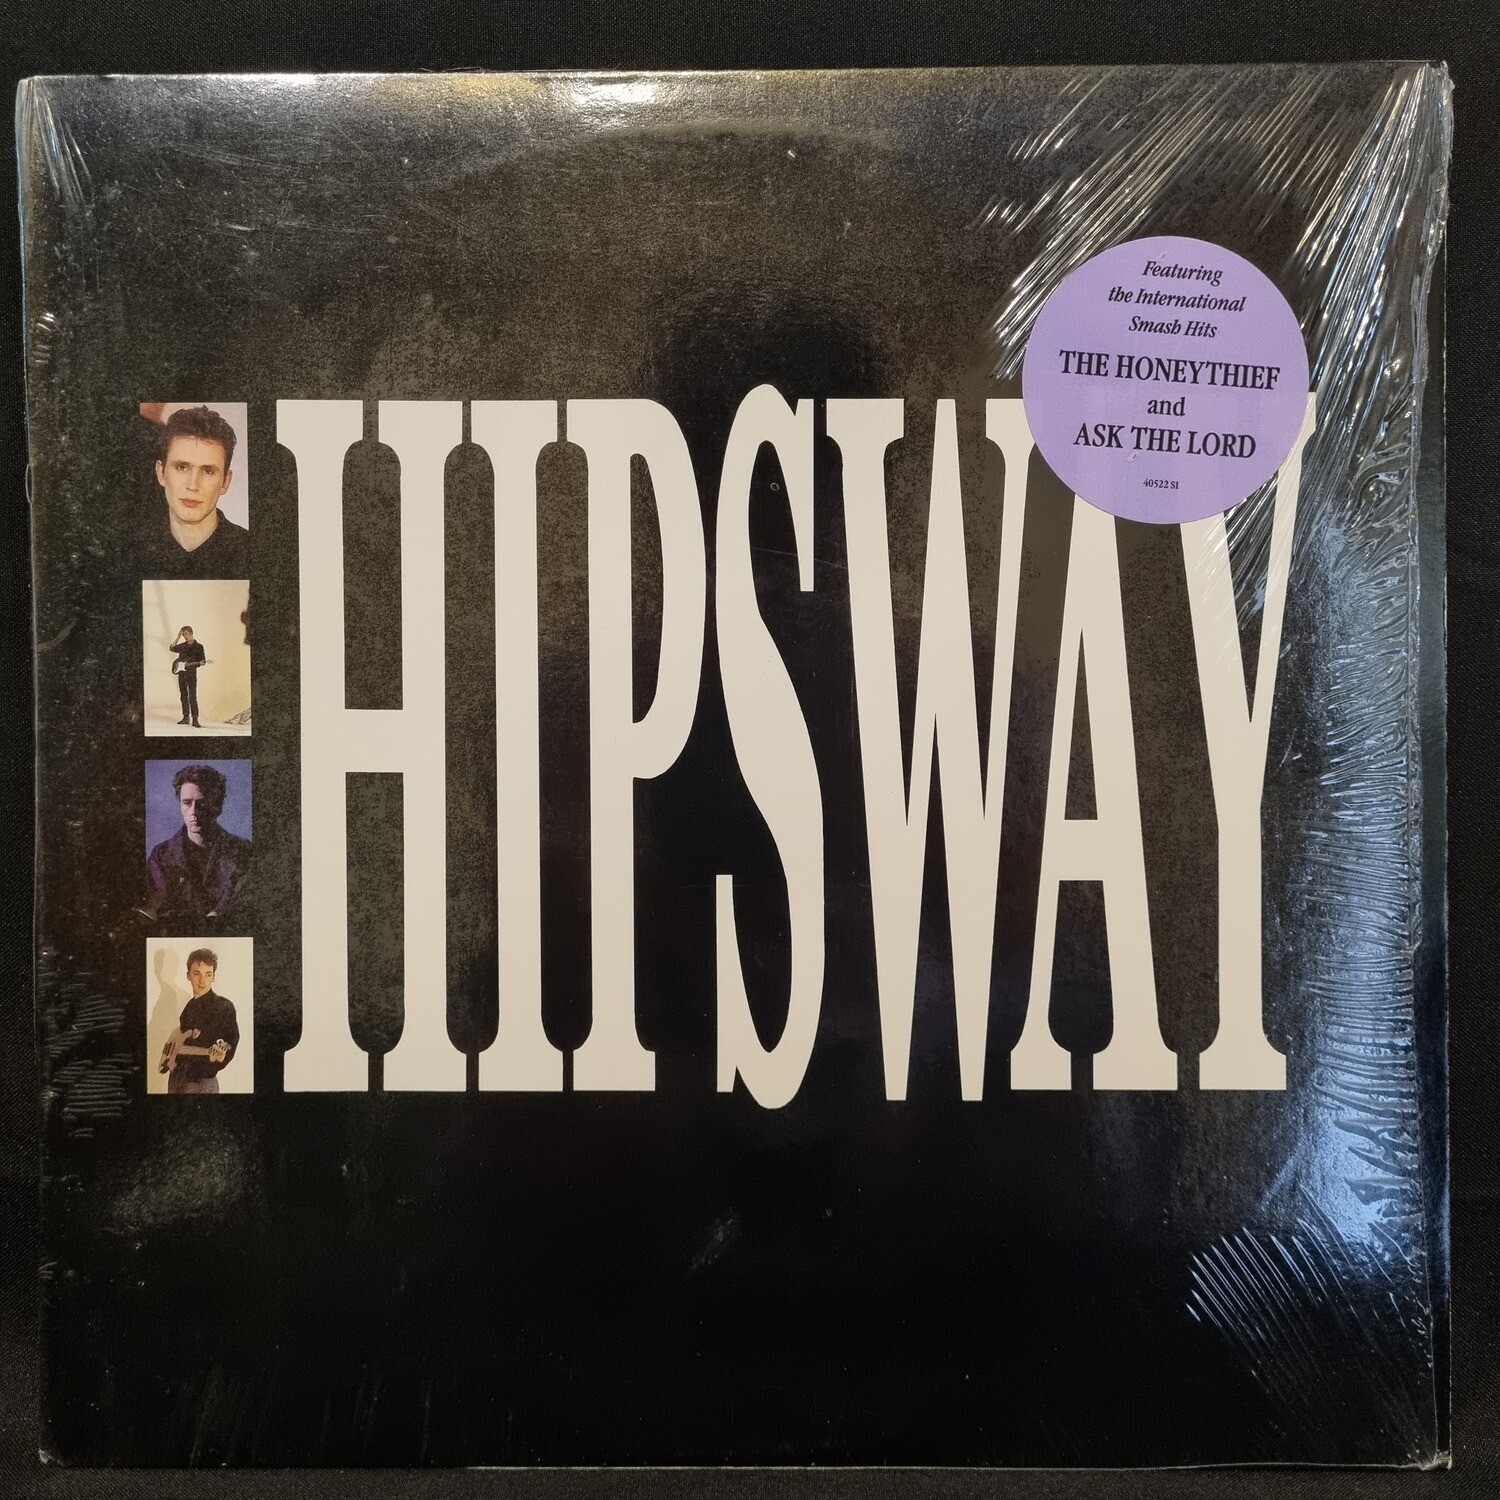 Featuring
the International
Smash Hits
THE HONEYTHIEF
and
ASK THE LORD
40522 S1
HIPSWAY